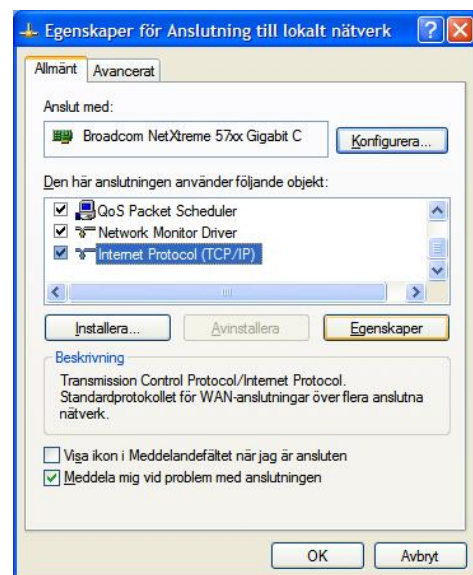 Egenskaper för Anslutning till lokalt nätverk
Allmänt Avancerat
Anslut med:
Broadcom NetXtreme 57xx Gigabit C
Konfigurera...
Den här anslutningen använder följande objekt:
QoS Packet Scheduler
Network Monitor Driver
Internet Protocol (TCP/IP)
Installera... Avinstallera Egenskaper
Beskrivning
Transmission Control Protocol/Internet Protocol.
Standardprotokollet för WAN-anslutningar över flera anslutna
nätverk.
Visa ikon i Meddelandefältet när jag är ansluten
Meddela mig vid problem med anslutningen
OK Avbryt